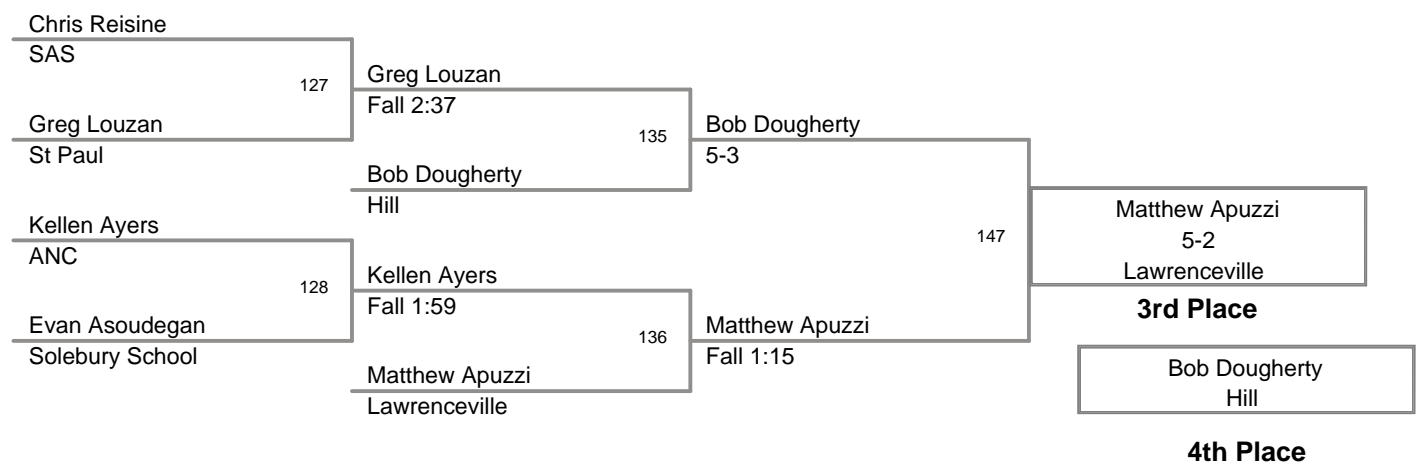 Chris Reisine
SAS
127
Greg Louzan
St Paul
Greg Louzan
Fall 2:37
135
Bob Dougherty
Hill
Bob Dougherty
5-3
Kellen Ayers
ANC
128
Evan Asoudegan
Solebury School
Kellen Ayers
Fall 1:59
136
Matthew Apuzzi
Lawrenceville
Matthew Apuzzi
Fall 1:15
147
Matthew Apuzzi
5-2
Lawrenceville
3rd Place
Bob Dougherty
Hill
4th Place